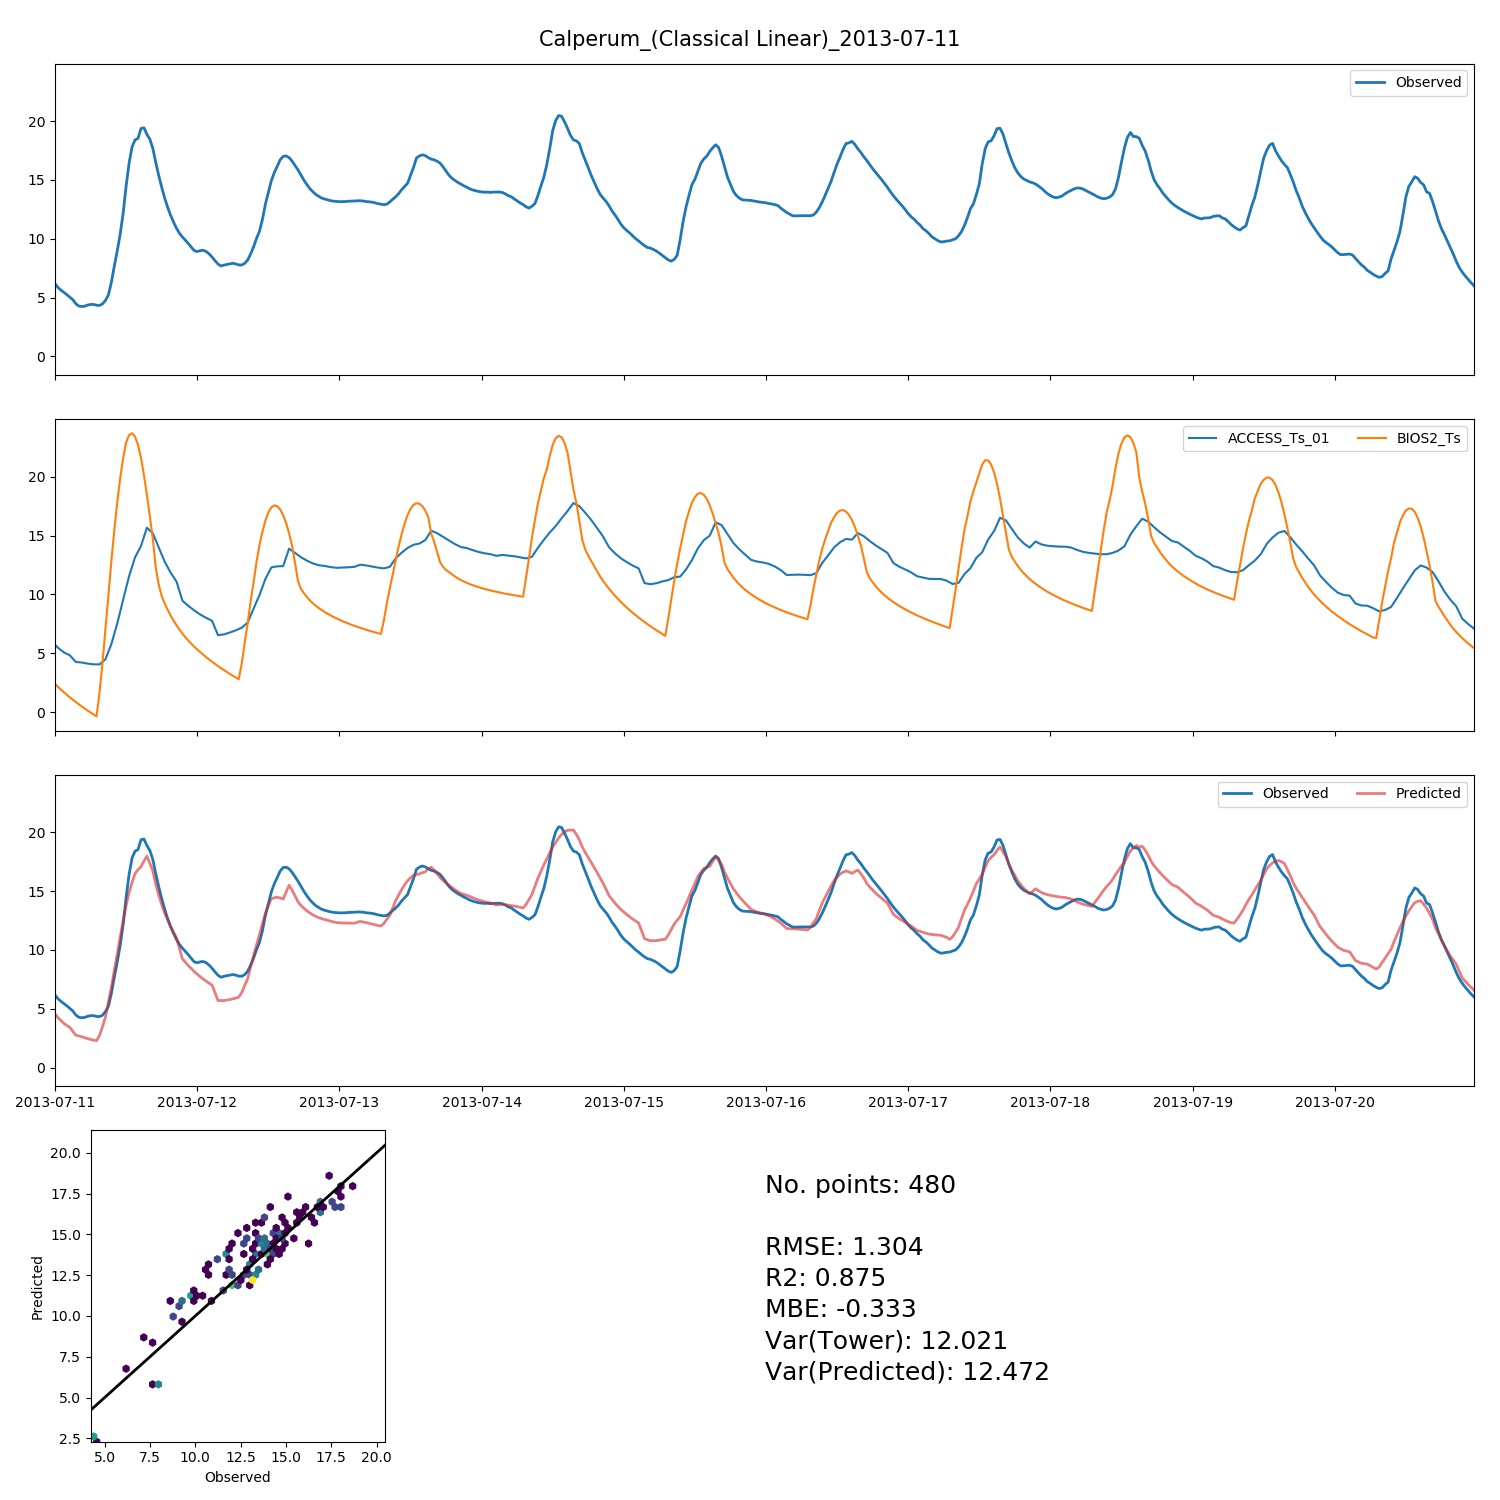 Calperum_(Classical Linear)_2013-07-11
Observed
20
15
10
5
0
ACCESS_Ts_01 BIOS2_Ts
20
15
10
5
0
Observed Predicted
20
15
10
5
0
2013-07-11 2013-07-12 2013-07-13 2013-07-14 2013-07-15 2013-07-16 2013-07-17 2013-07-18 2013-07-19 2013-07-20
20.0
17.5
15.0
12.5
10.0
7.5
5.0
2.5
Predicted
5.0 7.5 10.0 12.5 15.0 17.5 20.0
Observed
No. points: 480
RMSE: 1.304
R2: 0.875
MBE: -0.333
Var(Tower): 12.021
Var(Predicted): 12.472